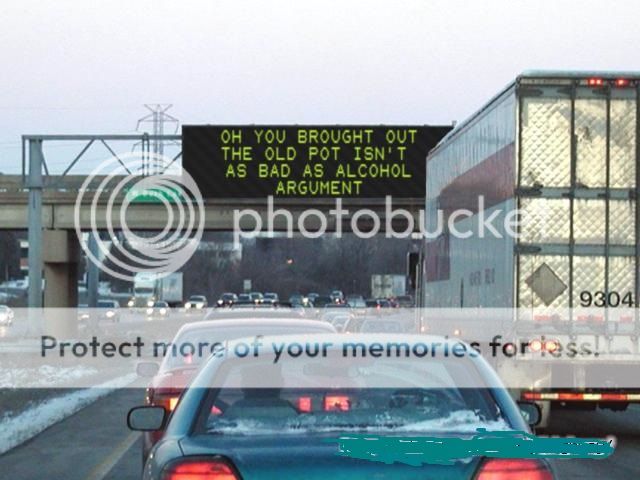 OH YOU BROUGHT OUT
THE OLD POT ISN'T
AS BAD AS ALCOHOL
ARGUMENT
photobucket
9304
Protect more of your memories for less!